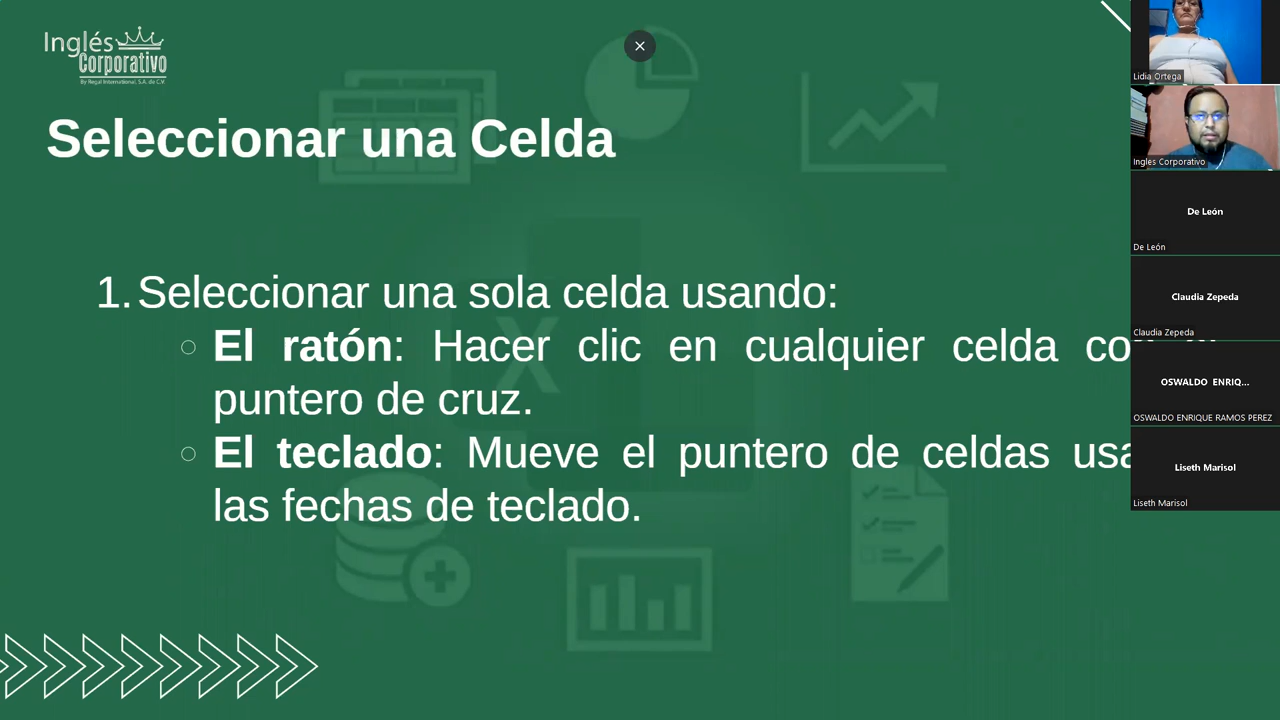 Inglés
Corporativo
By Regal International, S.A. de C.V.
Seleccionar una Celda
1. Seleccionar una sola celda usando:
El ratón: Hacer clic en cualquier celda co
puntero de cruz.
El teclado: Mueve el puntero de celdas usa
las fechas de teclado.
Lidia Ortega
Ingles Corporativo
De León
De León
Claudia Zepeda
Claudia Zepeda
OSWALDO ENRIQ...
OSWALDO ENRIQUE RAMOS PEREZ
Liseth Marisol
Liseth Marisol